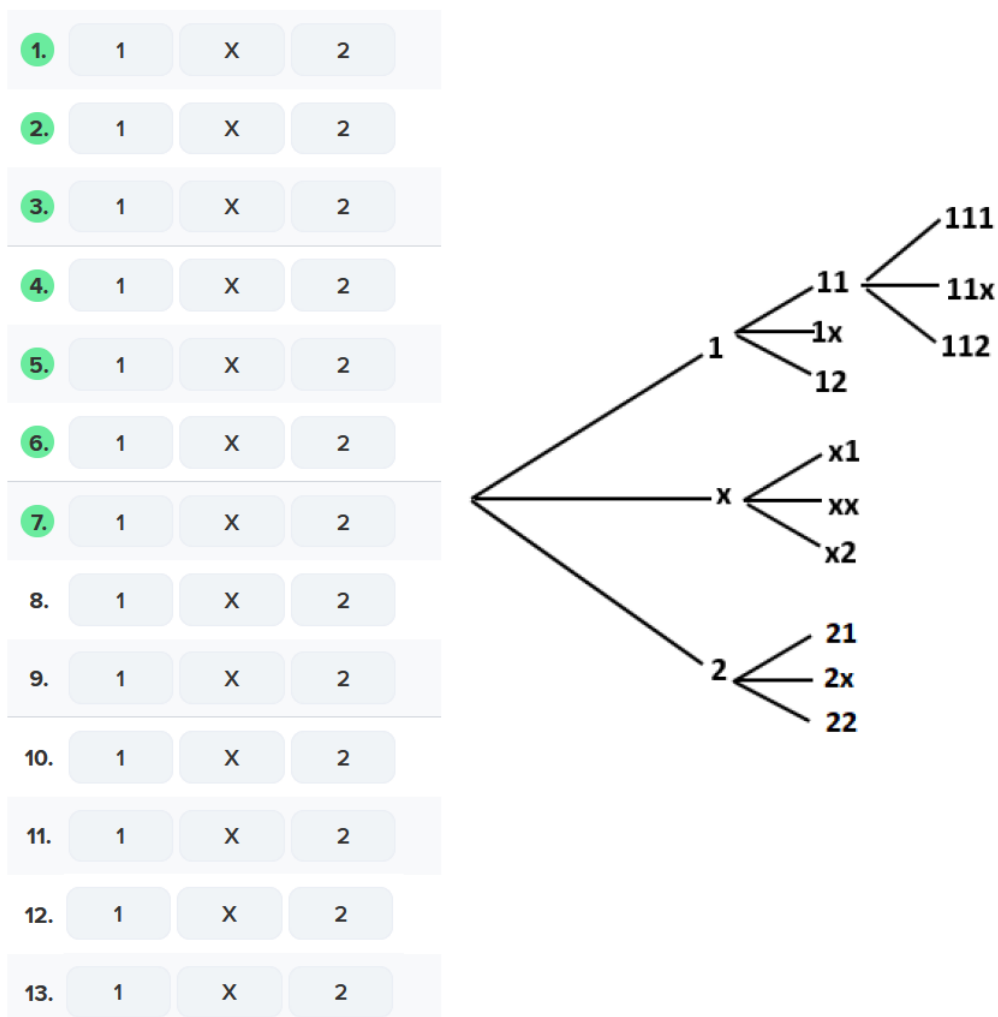 1. 1 X 2
2. 1 X 2
3. 1 X 2
4. 1 X 2
5. 1 X 2
6. 1 X 2
7. 1 X 2
8. 1 X 2
9. 1 X 2
10. 1 X 2
11. 1 X 2
12. 1 X 2
13. 1 X 2
1
11
111
11x
112
1x
12
x
x1
xx
x2
2
21
2x
22